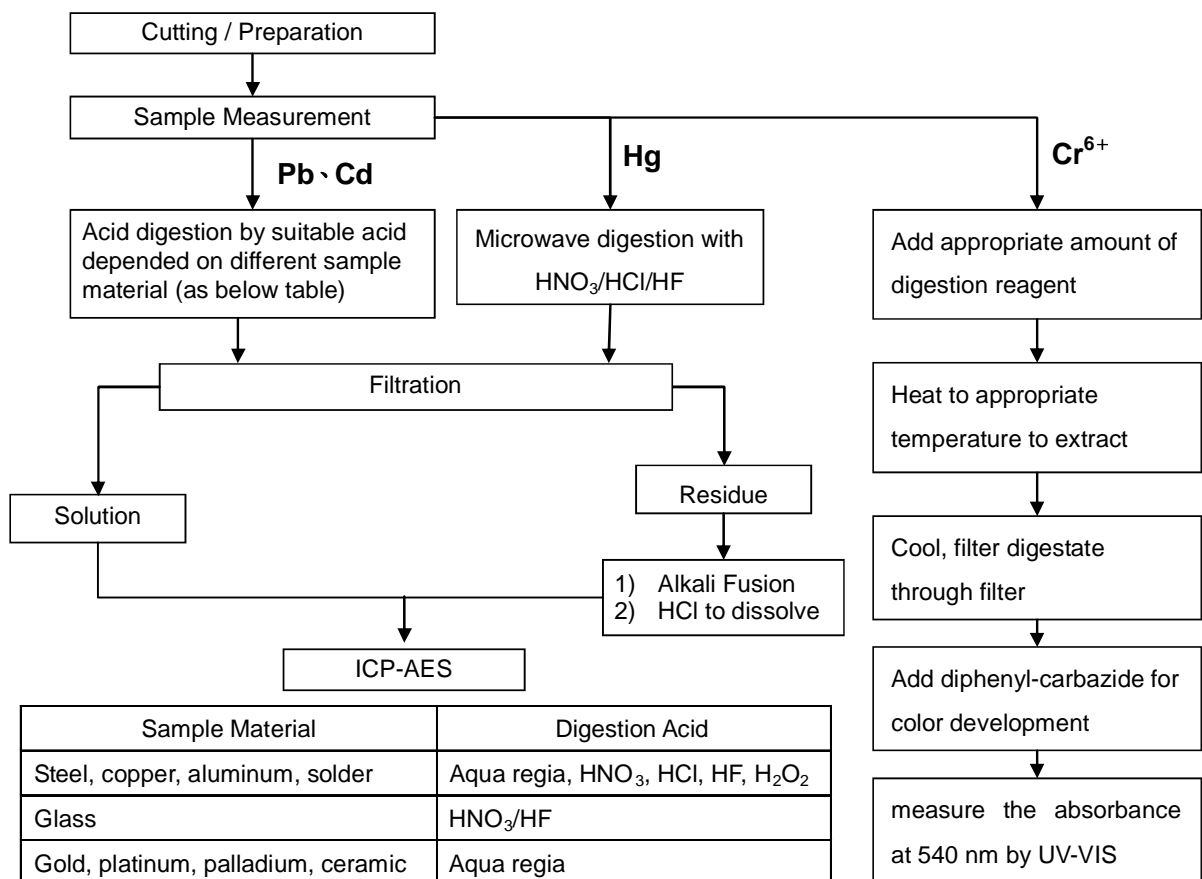 Cutting / Preparation
Sample Measurement
Pb、Cd
Hg
Cr⁶⁺
Acid digestion by suitable acid
depended on different sample
material (as below table)
Microwave digestion with
HNO₃/HCl/HF
Add appropriate amount of
digestion reagent
Filtration
Heat to appropriate
temperature to extract
Solution
Residue
Cool, filter digestate
through filter
1) Alkali Fusion
2) HCl to dissolve
ICP-AES
Add diphenyl-carbazide for
color development
measure the absorbance
at 540 nm by UV-VIS
Sample Material Digestion Acid
Steel, copper, aluminum, solder Aqua regia, HNO₃, HCl, HF, H₂O₂
Glass HNO₃/HF
Gold, platinum, palladium, ceramic Aqua regia